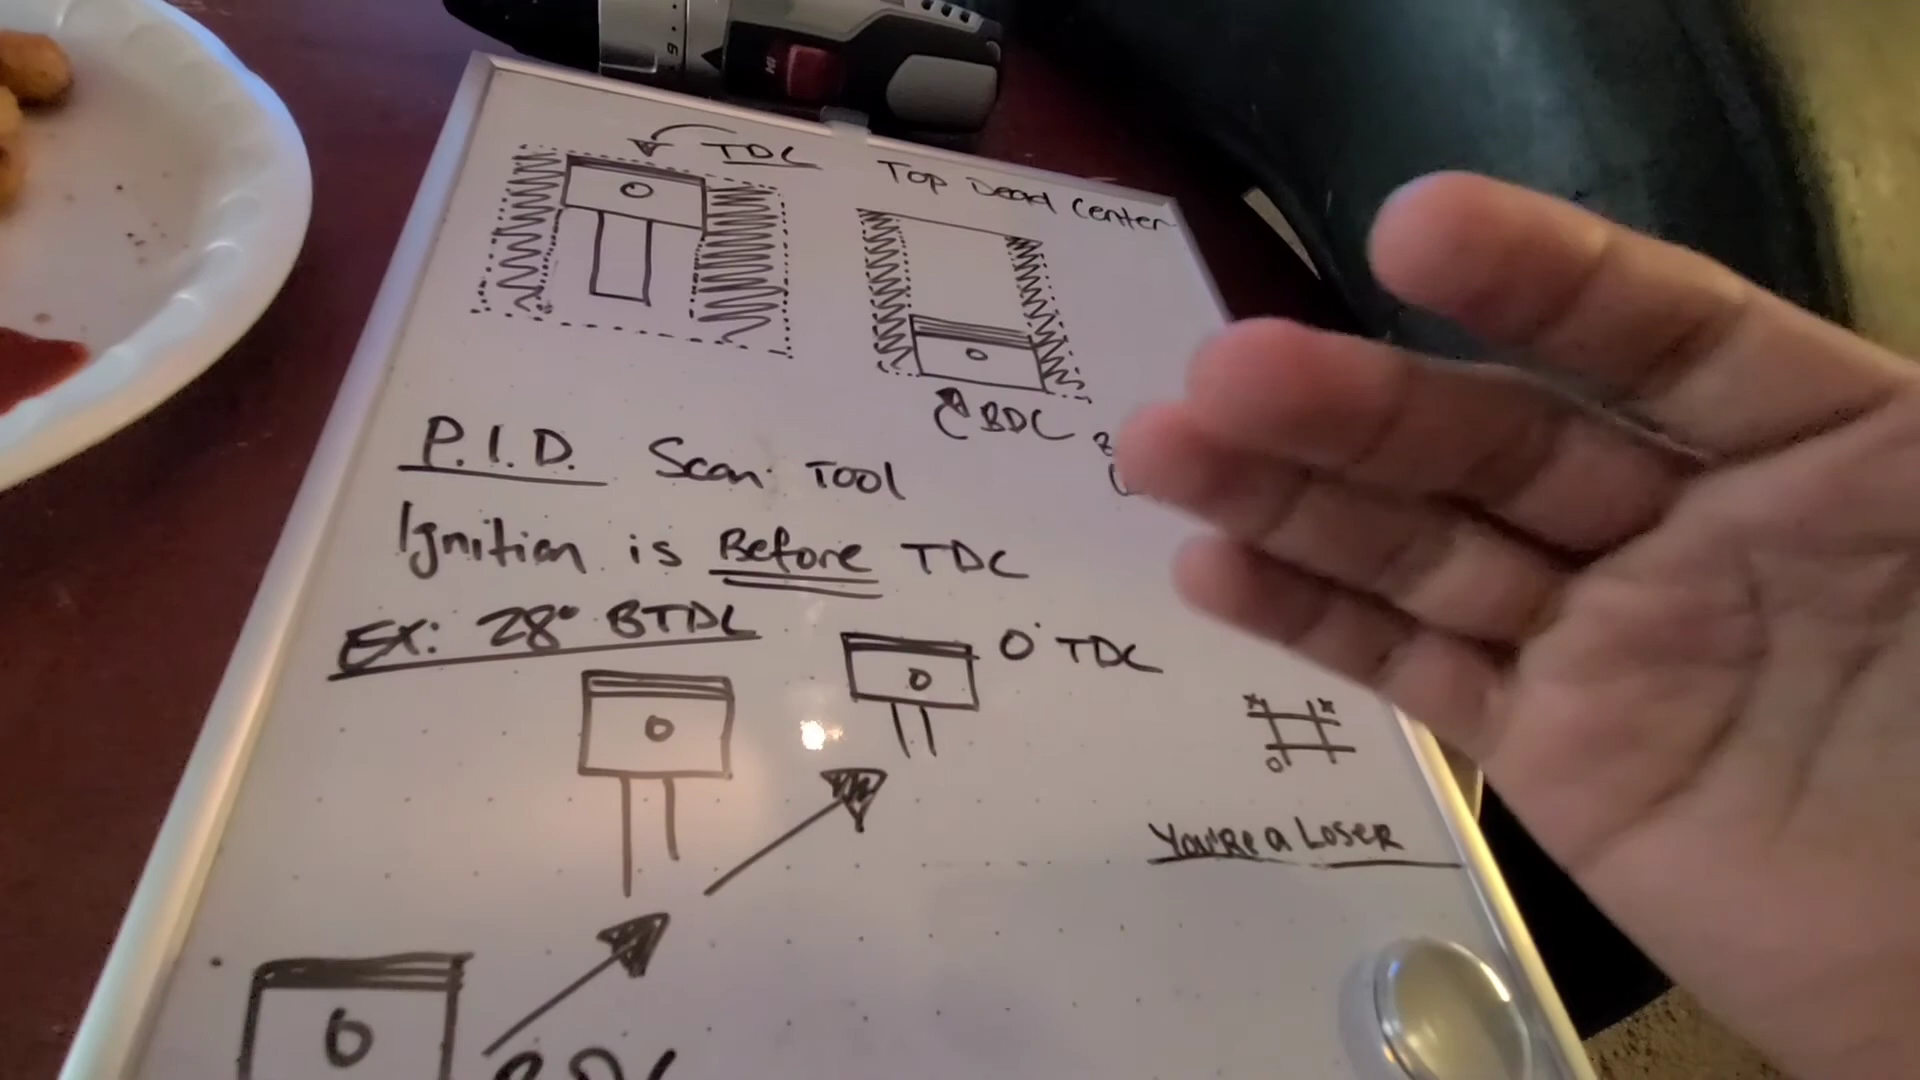 TDC
Top Dead Center
BDC
P.I.D. Scan Tool
Ignition is Before TDC
Ex: 28° BTDC
0° TDC
x x
o
You're a Loser
BDC